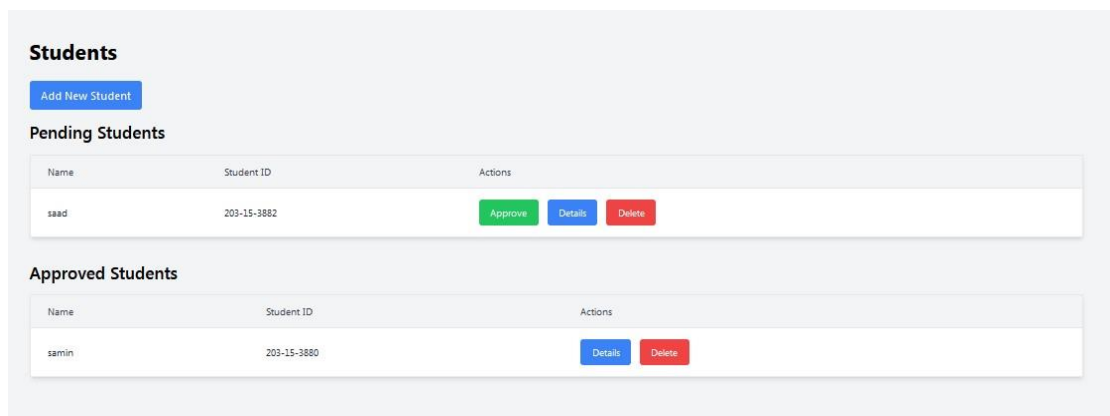 Students
Add New Student
Pending Students
Name Student ID Actions
saad 203-15-3882 Approve Details Delete
Approved Students
Name Student ID Actions
samin 203-15-3880 Details Delete